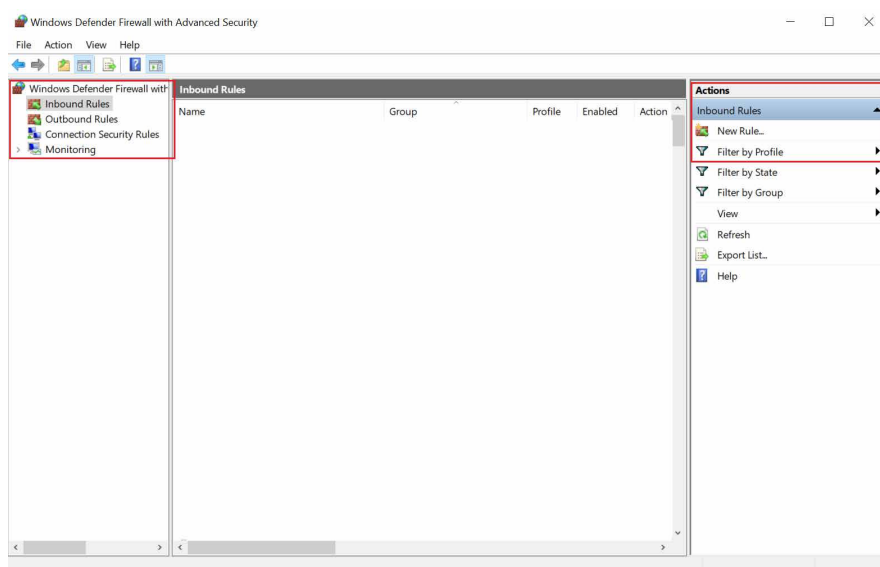 Windows Defender Firewall with Advanced Security
File Action View Help
Windows Defender Firewall with
Inbound Rules
Outbound Rules
Connection Security Rules
Monitoring
Inbound Rules
Name Group Profile Enabled Action
Actions
Inbound Rules
New Rule...
Filter by Profile
Filter by State
Filter by Group
View
Refresh
Export List...
Help